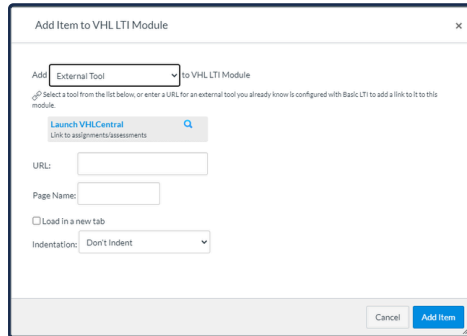 Add Item to VHL LTI Module ×
Add External Tool to VHL LTI Module
Select a tool from the list below, or enter a URL for an external tool you already know is configured with Basic LTI to add a link to it to this
module.
Launch VHLCentral
Link to assignments/assessments
URL:
Page Name:
Load in a new tab
Indentation: Don't Indent
Cancel Add Item